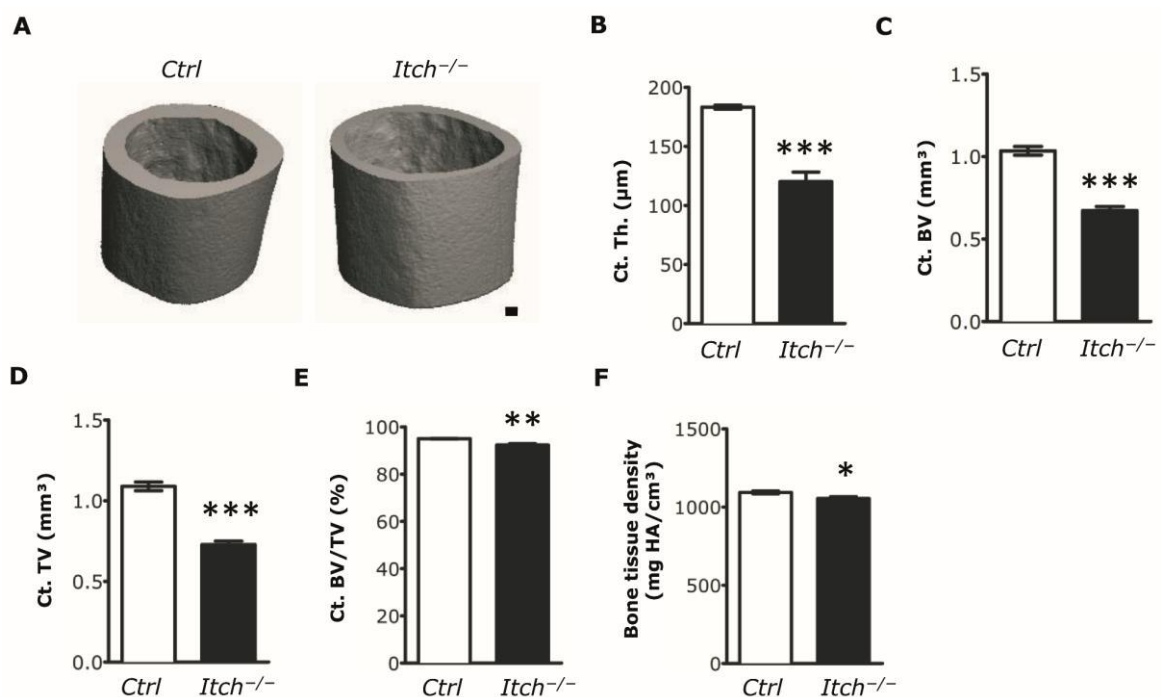 A
Ctrl
Itch⁻/⁻
B
Ct. Th. (µm)
200
150
100
50
0
***
Ctrl
Itch⁻/⁻
C
Ct. BV (mm³)
1.5
1.0
0.5
0.0
***
Ctrl
Itch⁻/⁻
D
Ct. TV (mm³)
1.5
1.0
0.5
0.0
***
Ctrl
Itch⁻/⁻
E
Ct. BV/TV (%)
100
80
60
40
20
0
**
Ctrl
Itch⁻/⁻
F
Bone tissue density
(mg HA/cm³)
1500
1000
500
0
*
Ctrl
Itch⁻/⁻